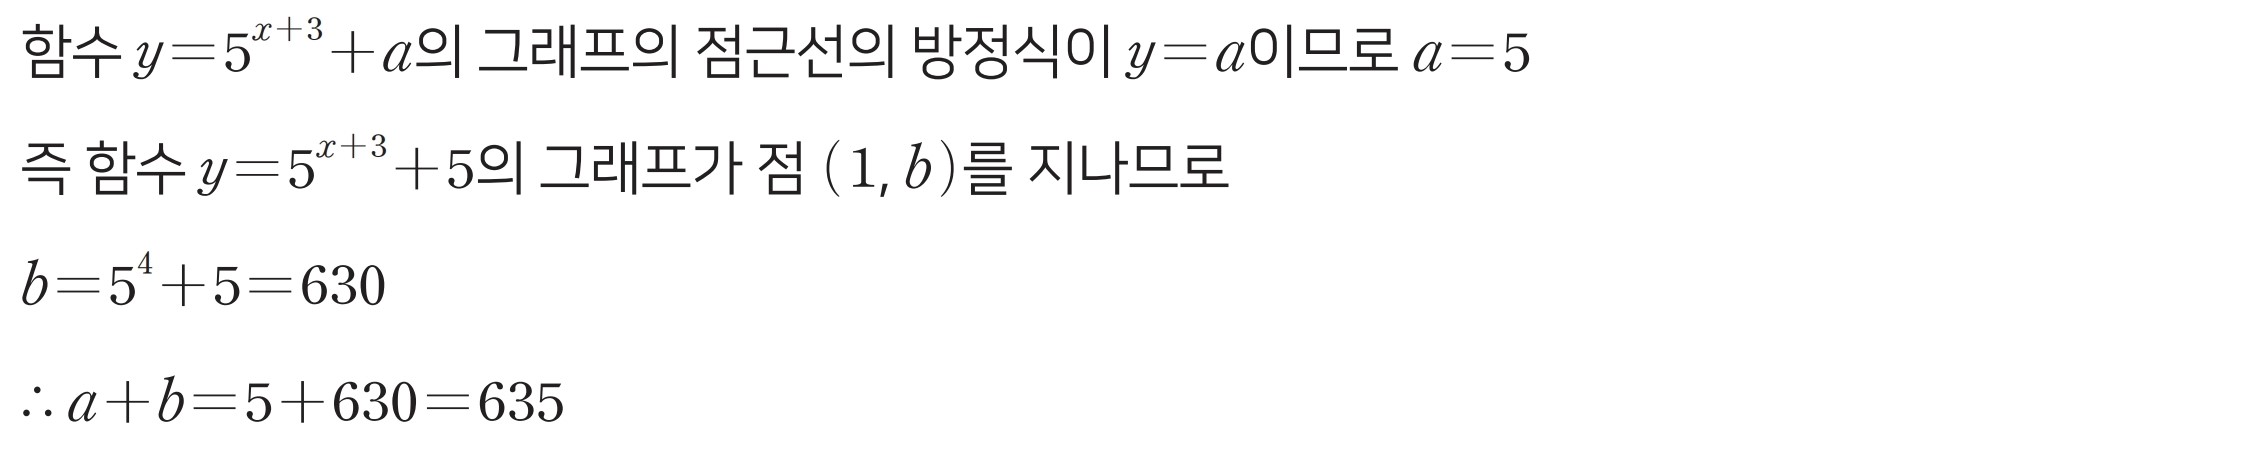 함수 y=5^{x+3}+a의 그래프의 점근선의 방정식이 y=a이므로 a=5
즉 함수 y=5^{x+3}+5의 그래프가 점 (1, b)를 지나므로
b=5^4+5=630
∴ a+b=5+630=635